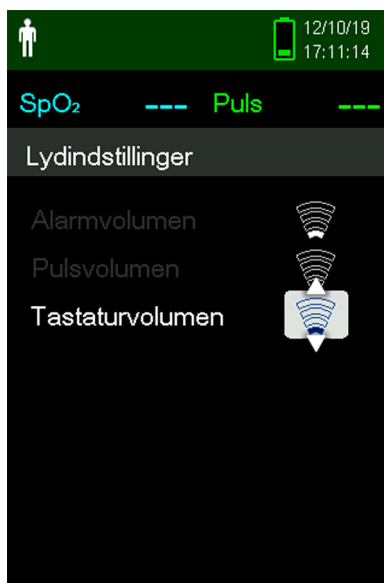 12/10/19
17:11:14
SpO₂ --- Puls ---
Lydindstillinger
Alarmvolumen
Pulsvolumen
Tastaturvolumen